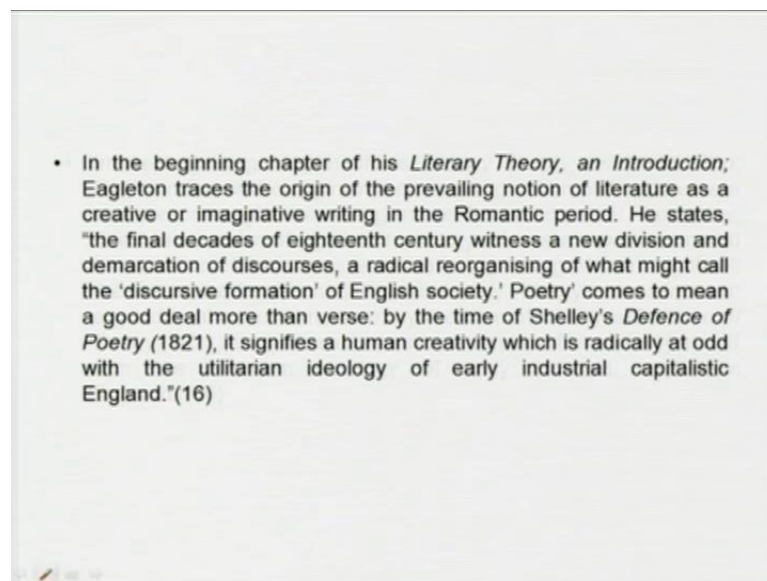 • In the beginning chapter of his Literary Theory, an Introduction;
Eagleton traces the origin of the prevailing notion of literature as a
creative or imaginative writing in the Romantic period. He states,
"the final decades of eighteenth century witness a new division and
demarcation of discourses, a radical reorganising of what might call
the 'discursive formation' of English society.' Poetry' comes to mean
a good deal more than verse: by the time of Shelley's Defence of
Poetry (1821), it signifies a human creativity which is radically at odd
with the utilitarian ideology of early industrial capitalistic
England."(16)